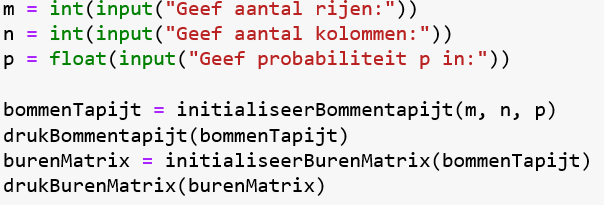 m = int(input("Geef aantal rijen:"))
n = int(input("Geef aantal kolommen:"))
p = float(input("Geef probabiliteit p in:"))
bommenTapijt = initialiseerBommentapijt(m, n, p)
drukBommentapijt(bommenTapijt)
burenMatrix = initialiseerBurenMatrix(bommenTapijt)
drukBurenMatrix(burenMatrix)